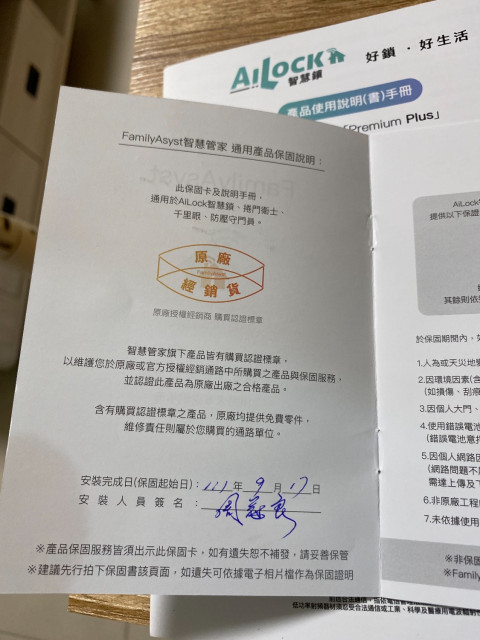 AiLock
智慧鎖
好鎖．好生活
產品使用說明(書)手冊
「Premium Plus」
FamilyAsyst智慧管家 通用產品保固說明：
此保固卡及說明手冊，
通用於AiLock智慧鎖、捲門衛士、
千里眼、防壓守門員。
原廠
經銷貨
原廠授權經銷商 購買認證標章
智慧管家旗下產品皆有購買認證標章，
以維護您於原廠或官方授權經銷通路中所購買之產品與保固服務，
並認證此產品為原廠出廠之合格產品。
含有購買認證標章之產品，原廠均提供免費零件，
維修責任則屬於您購買的通路單位。
安裝完成日(保固起始日)：111年 9月 17日
安裝人員簽名：
※產品保固服務皆須出示此保固卡，如有遺失恕不補發，請妥善保管
※建議先行拍下保固書該頁面，如遺失可依據電子相片檔作為保固證明
AiLock
提供以下保證
其餘則依
於保固期間內，
1.人為或天災地
2.因環境因素(含
(如損傷、刮痕
3.因個人大門、
4.使用錯誤電池
(錯誤電池意指
5.因個人網路因
(網路問題不
需達上傳及下
6.非原廠工程
7.未依據使用
※非保固
※Family